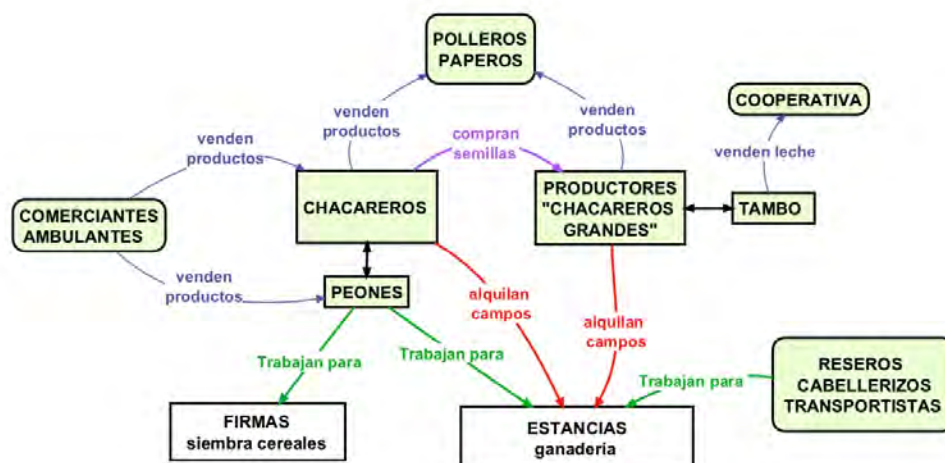 POLLEROS
PAPEROS
COOPERATIVA
venden
productos
venden
productos
venden
productos
compran
semillas
venden leche
COMERCIANTES
AMBULANTES
CHACAREROS
PRODUCTORES
"CHACAREROS
GRANDES"
TAMBO
venden
productos
PEONES
alquilan
campos
alquilan
campos
Trabajan para
Trabajan para
Trabajan para
RESEROS
CABELLERIZOS
TRANSPORTISTAS
FIRMAS
siembra cereales
ESTANCIAS
ganadería